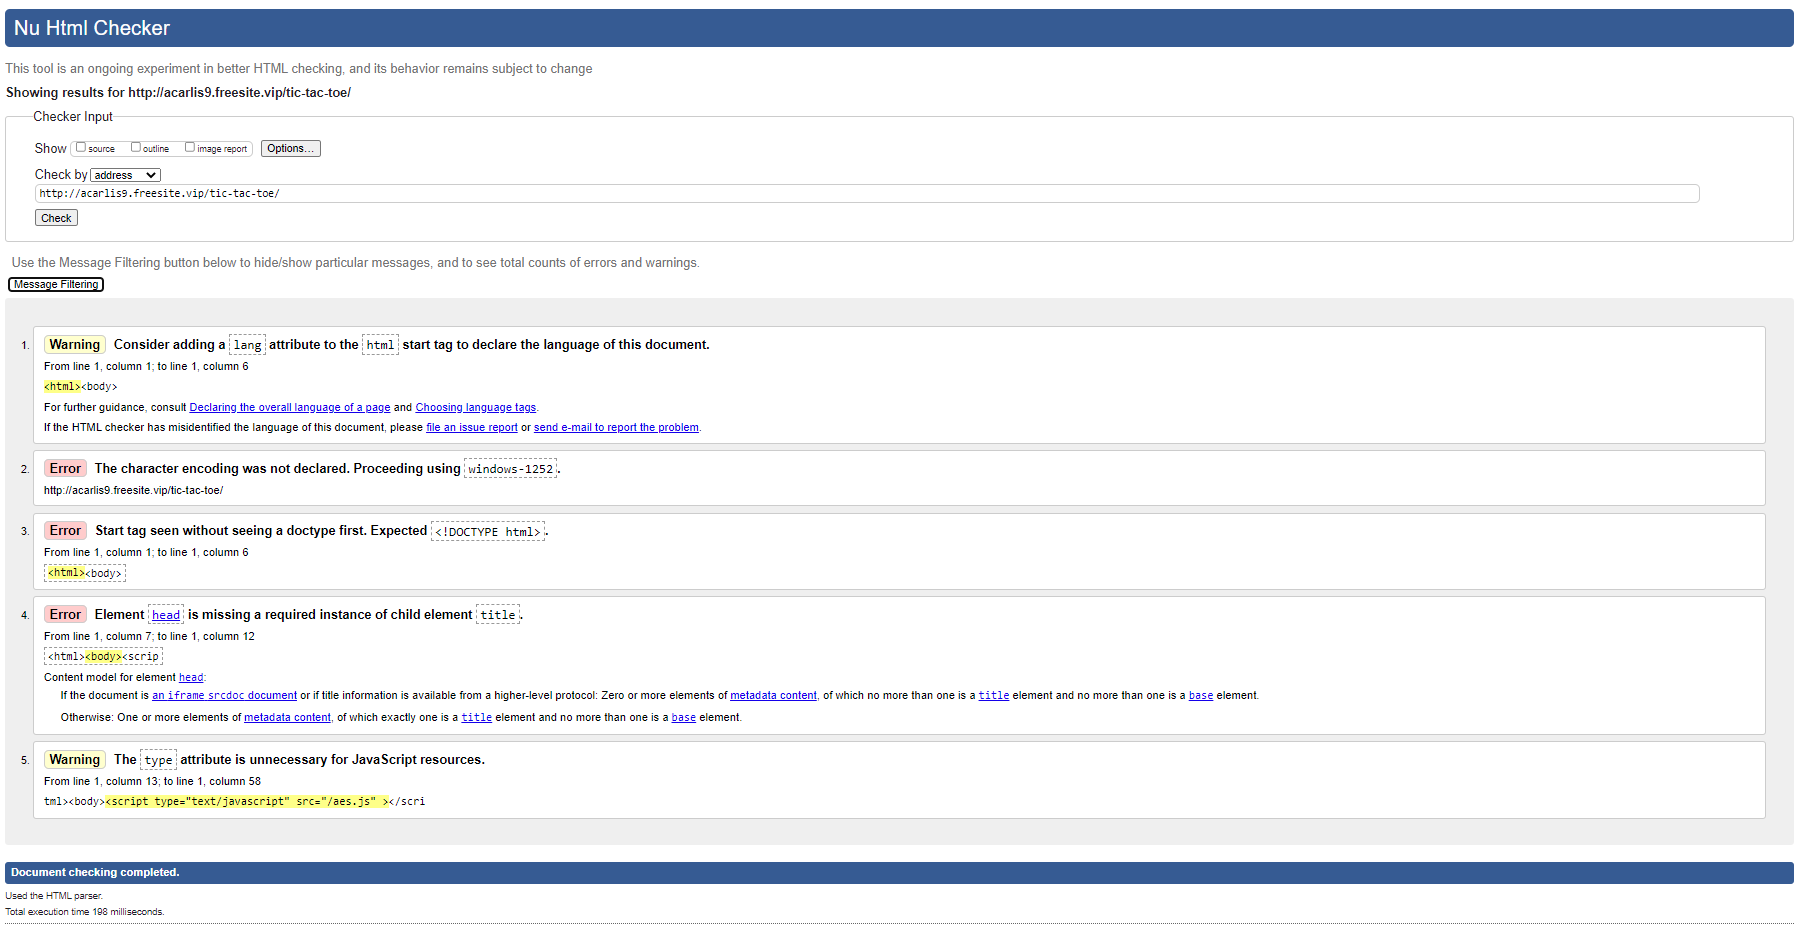 Nu Html Checker
This tool is an ongoing experiment in better HTML checking, and its behavior remains subject to change
Showing results for http://acarlis9.freesite.vip/tic-tac-toe/
Checker Input
Show source outline image report Options...
Check by address
http://acarlis9.freesite.vip/tic-tac-toe/
Check
Use the Message Filtering button below to hide/show particular messages, and to see total counts of errors and warnings.
Message Filtering
1. Warning Consider adding a lang attribute to the html start tag to declare the language of this document.
From line 1, column 1; to line 1, column 6
<html><body>
For further guidance, consult Declaring the overall language of a page and Choosing language tags.
If the HTML checker has misidentified the language of this document, please file an issue report or send e-mail to report the problem.
2. Error The character encoding was not declared. Proceeding using windows-1252.
http://acarlis9.freesite.vip/tic-tac-toe/
3. Error Start tag seen without seeing a doctype first. Expected <!DOCTYPE html>.
From line 1, column 1; to line 1, column 6
<html><body>
4. Error Element head is missing a required instance of child element title.
From line 1, column 7; to line 1, column 12
<html><body><scrip
Content model for element head:
If the document is an iframe srcdoc document or if title information is available from a higher-level protocol: Zero or more elements of metadata content, of which no more than one is a title element and no more than one is a base element.
Otherwise: One or more elements of metadata content, of which exactly one is a title element and no more than one is a base element.
5. Warning The type attribute is unnecessary for JavaScript resources.
From line 1, column 13; to line 1, column 58
tml><body><script type="text/javascript" src="/aes.js" ></scri
Document checking completed.
Used the HTML parser.
Total execution time 198 milliseconds.